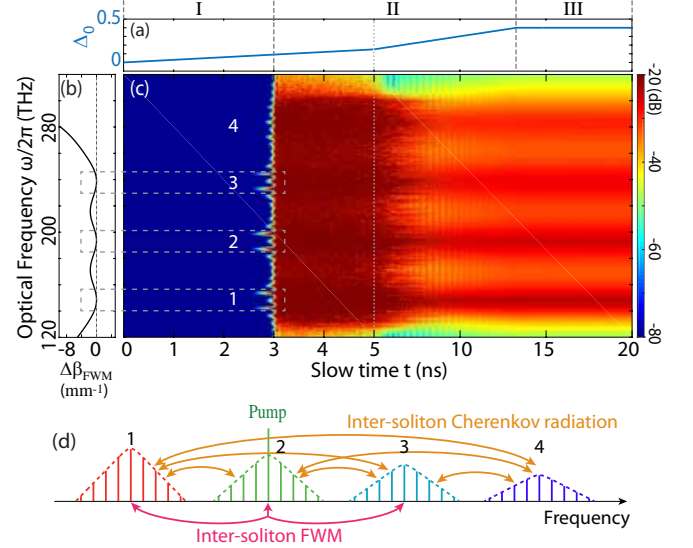 I II III
0.5
0
Δ₀
(a)
(b) (c)
-20 (dB)
-40
-60
-80
Optical Frequency ω/2π (THz)
280
200
120
4
3
2
1
-8 0
Δβ_FWM
(mm⁻¹)
0 1 2 3 4 5 10 15 20
Slow time t (ns)
(d)
Pump
Inter-soliton Cherenkov radiation
1 2 3 4
Inter-soliton FWM
Frequency